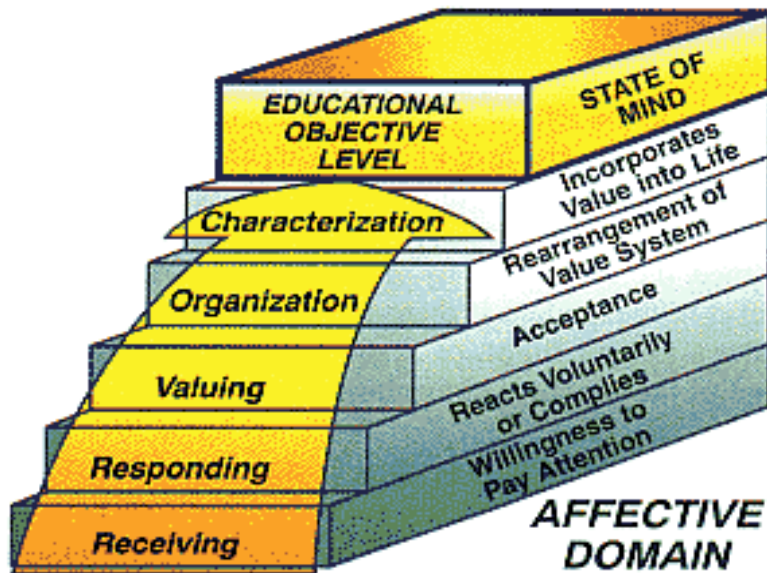 EDUCATIONAL
OBJECTIVE
LEVEL
STATE OF
MIND
Characterization
Incorporates
Value into Life
Organization
Rearrangement of
Value System
Valuing
Acceptance
Responding
Reacts Voluntarily
or Complies
Receiving
Willingness to
Pay Attention
AFFECTIVE
DOMAIN